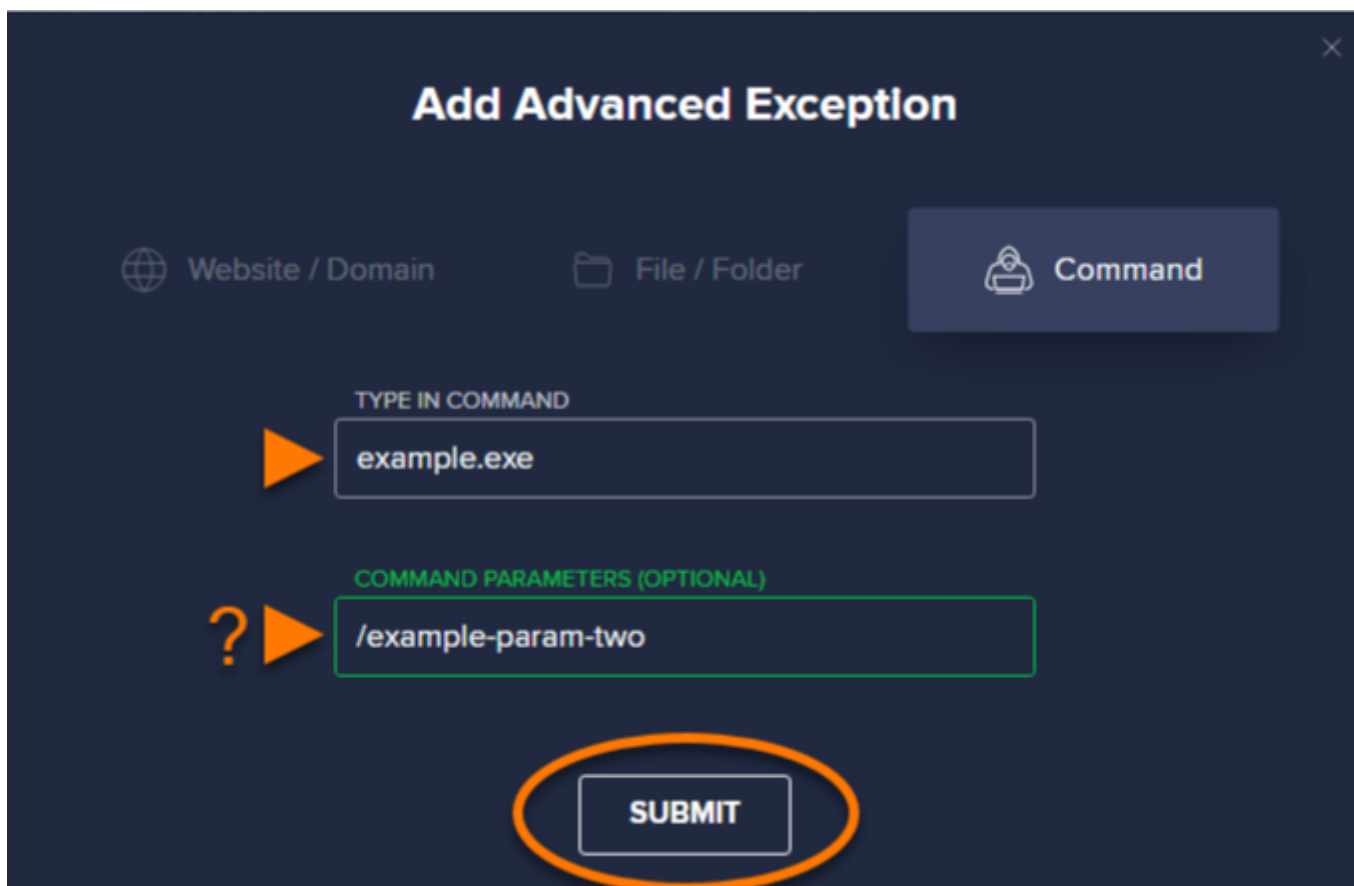 Add Advanced Exception
Website / Domain File / Folder Command
TYPE IN COMMAND
example.exe
COMMAND PARAMETERS (OPTIONAL)
? /example-param-two
SUBMIT